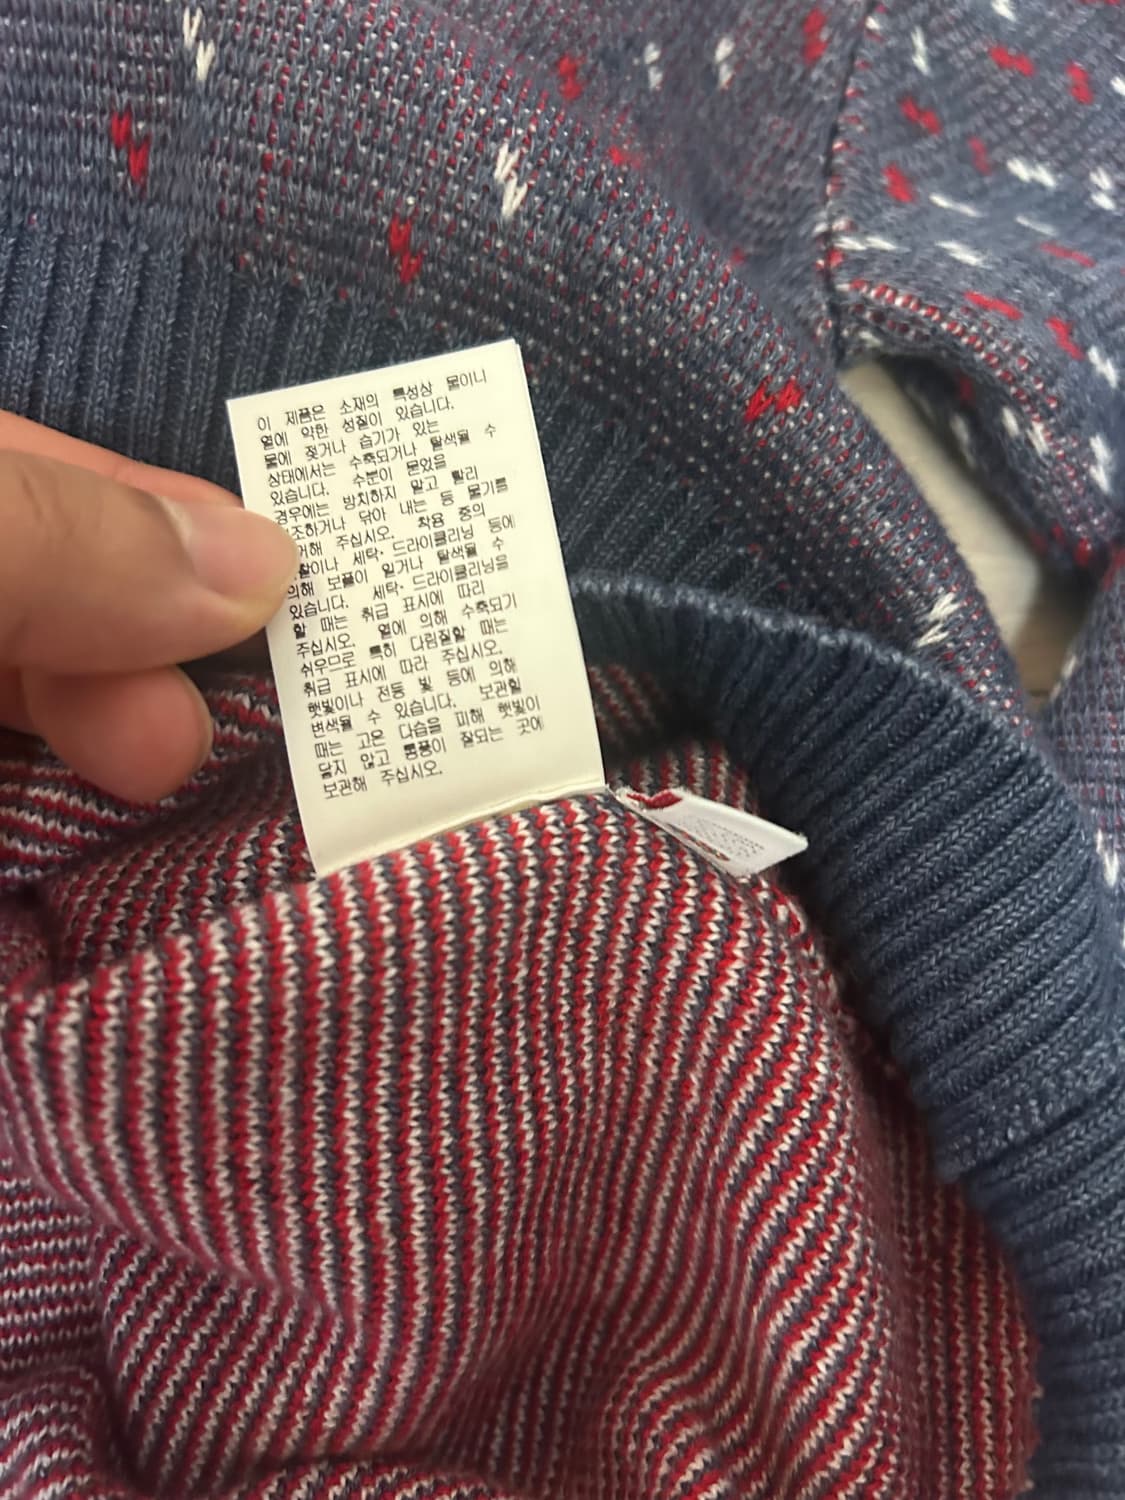 이 제품은 소재의 특성상 물이나
열에 약한 성질이 있습니다.
물에 젖거나 습기가 있는
상태에서는 수축되거나 탈색될 수
있습니다. 수분이 묻었을
경우에는 방치하지 말고 빨리
건조하거나 닦아 내는 등 물기를
제거해 주십시오. 착용 중의
마찰이나 세탁· 드라이클리닝 등에
의해 보풀이 일거나 탈색될 수
있습니다. 세탁· 드라이클리닝을
할 때는 취급 표시에 따라
주십시오. 열에 의해 수축되기
쉬우므로 특히 다림질할 때는
취급 표시에 따라 주십시오.
햇빛이나 전등 빛 등에 의해
변색될 수 있습니다. 보관할
때는 고온 다습을 피해 햇빛이
닿지 않고 통풍이 잘되는 곳에
보관해 주십시오.